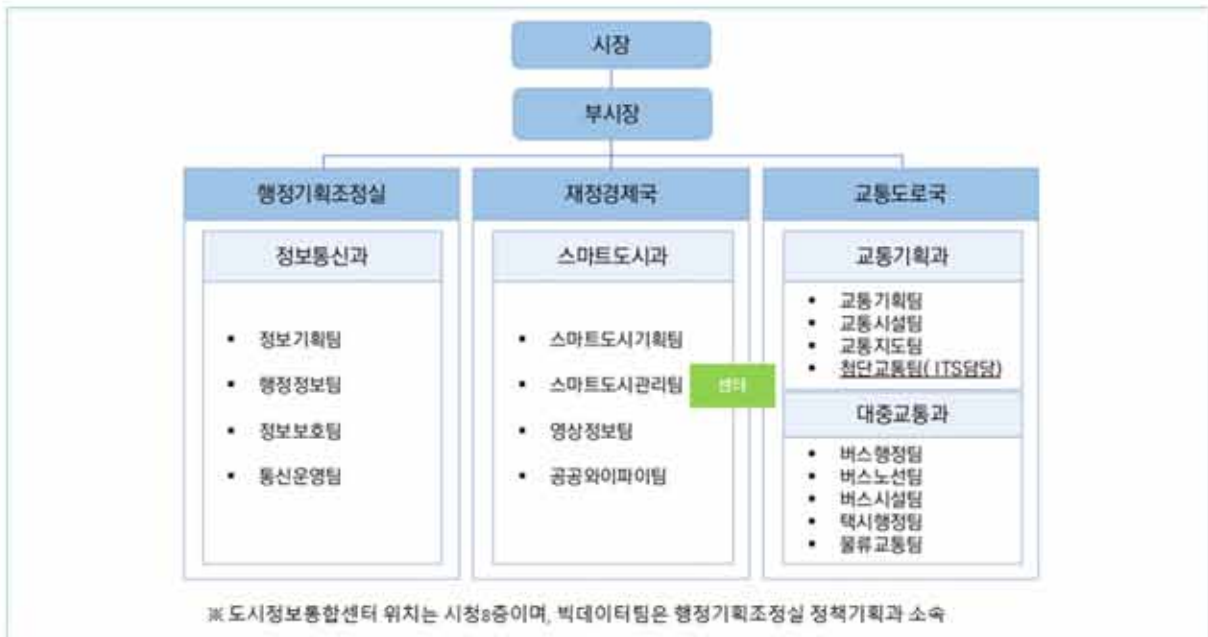 시장
부시장
행정기획조정실
정보통신과
▪ 정보기획팀
▪ 행정정보팀
▪ 정보보호팀
▪ 통신운영팀
재정경제국
스마트도시과
▪ 스마트도시기획팀
▪ 스마트도시관리팀
▪ 영상정보팀
▪ 공공와이파이팀
센터
교통도로국
교통기획과
▪ 교통기획팀
▪ 교통시설팀
▪ 교통지도팀
▪ 첨단교통팀( ITS담당)
대중교통과
▪ 버스행정팀
▪ 버스노선팀
▪ 버스시설팀
▪ 택시행정팀
▪ 물류교통팀
※ 도시정보통합센터 위치는 시청8층이며, 빅데이터팀은 행정기획조정실 정책기획과 소속